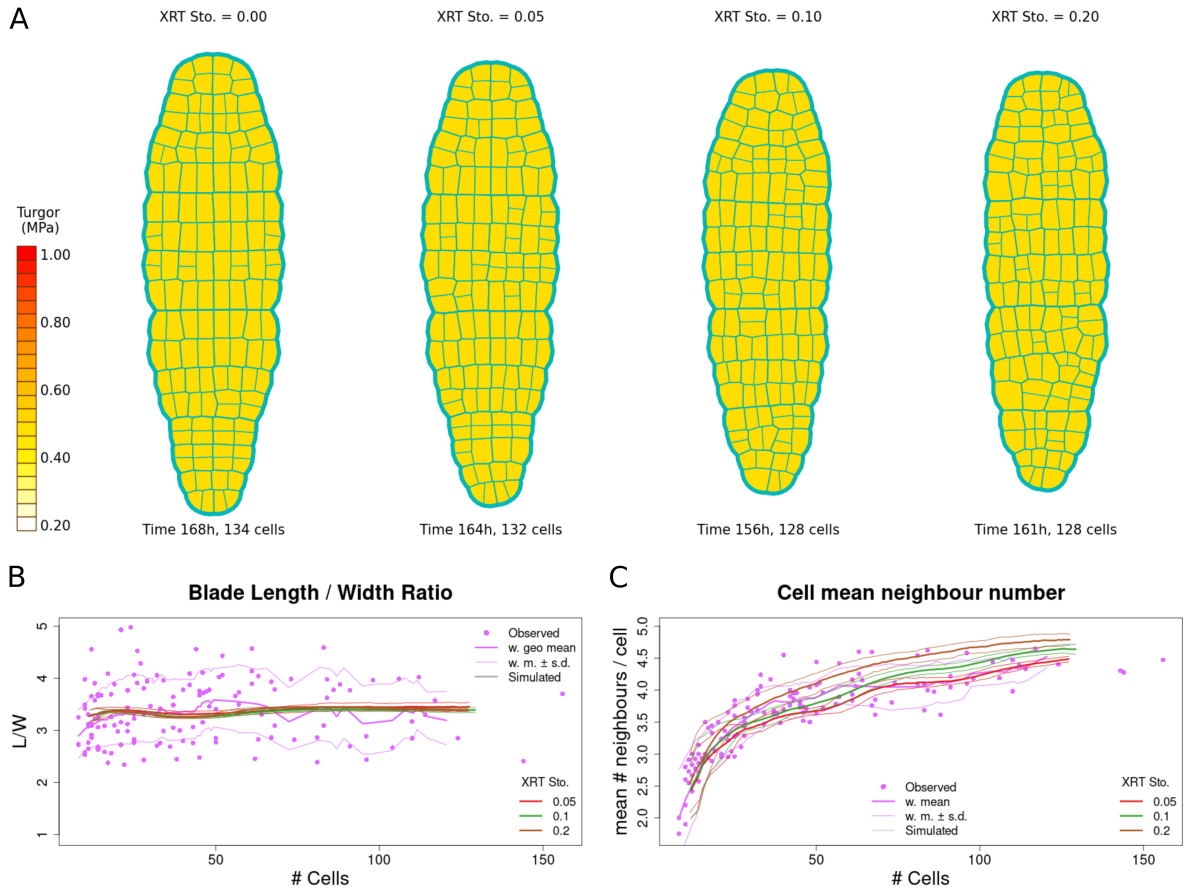 A
XRT Sto. = 0.00
XRT Sto. = 0.05
XRT Sto. = 0.10
XRT Sto. = 0.20
Turgor
(MPa)
1.00
0.80
0.60
0.40
0.20
Time 168h, 134 cells
Time 164h, 132 cells
Time 156h, 128 cells
Time 161h, 128 cells
B
Blade Length / Width Ratio
L/W
5
4
3
2
1
Observed
w. geo mean
w. m. ± s.d.
Simulated
XRT Sto.
0.05
0.1
0.2
50
100
150
# Cells
C
Cell mean neighbour number
mean # neighbours / cell
5.0
4.5
4.0
3.5
3.0
2.5
2.0
Observed
w. mean
w. m. ± s.d.
Simulated
XRT Sto.
0.05
0.1
0.2
50
100
150
# Cells